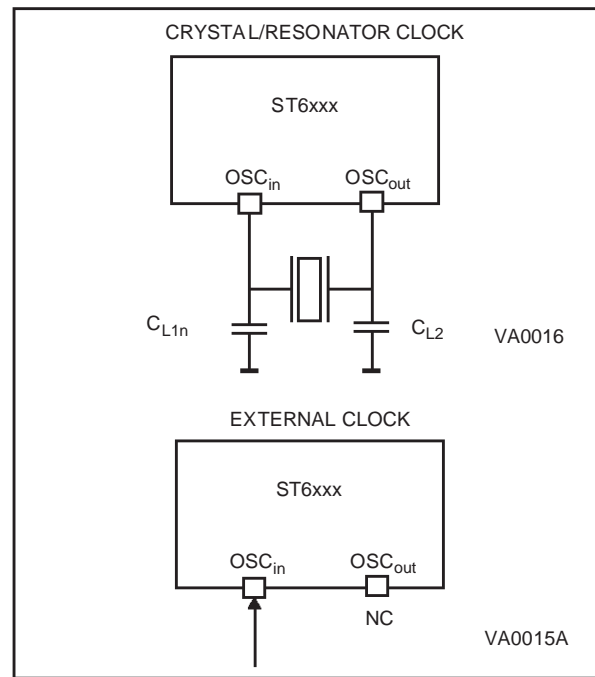 CRYSTAL/RESONATOR CLOCK
ST6xxx
OSCin OSCout
CL1n CL2 VA0016
EXTERNAL CLOCK
ST6xxx
OSCin OSCout
NC
VA0015A